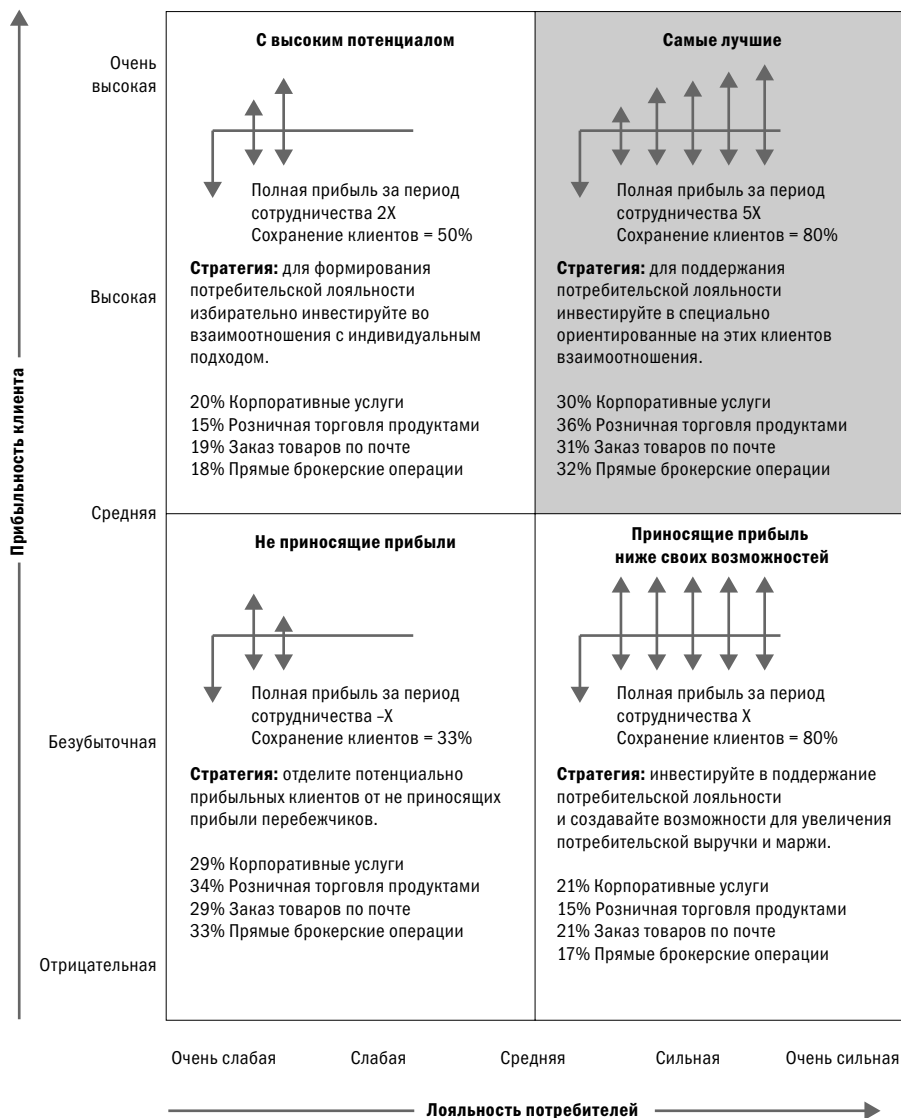 Прибыльность клиента
Очень
высокая
Высокая
Средняя
Безубыточная
Отрицательная
С высоким потенциалом
Полная прибыль за период
сотрудничества 2X
Сохранение клиентов = 50%
Стратегия: для формирования
потребительской лояльности
избирательно инвестируйте во
взаимоотношения с индивидуальным
подходом.
20% Корпоративные услуги
15% Розничная торговля продуктами
19% Заказ товаров по почте
18% Прямые брокерские операции
Самые лучшие
Полная прибыль за период
сотрудничества 5X
Сохранение клиентов = 80%
Стратегия: для поддержания
потребительской лояльности
инвестируйте в специально
ориентированные на этих клиентов
взаимоотношения.
30% Корпоративные услуги
36% Розничная торговля продуктами
31% Заказ товаров по почте
32% Прямые брокерские операции
Не приносящие прибыли
Полная прибыль за период
сотрудничества –X
Сохранение клиентов = 33%
Стратегия: отделите потенциально
прибыльных клиентов от не приносящих
прибыли перебежчиков.
29% Корпоративные услуги
34% Розничная торговля продуктами
29% Заказ товаров по почте
33% Прямые брокерские операции
Приносящие прибыль
ниже своих возможностей
Полная прибыль за период
сотрудничества X
Сохранение клиентов = 80%
Стратегия: инвестируйте в поддержание
потребительской лояльности
и создавайте возможности для увеличения
потребительской выручки и маржи.
21% Корпоративные услуги
15% Розничная торговля продуктами
21% Заказ товаров по почте
17% Прямые брокерские операции
Очень слабая
Слабая
Средняя
Сильная
Очень сильная
Лояльность потребителей